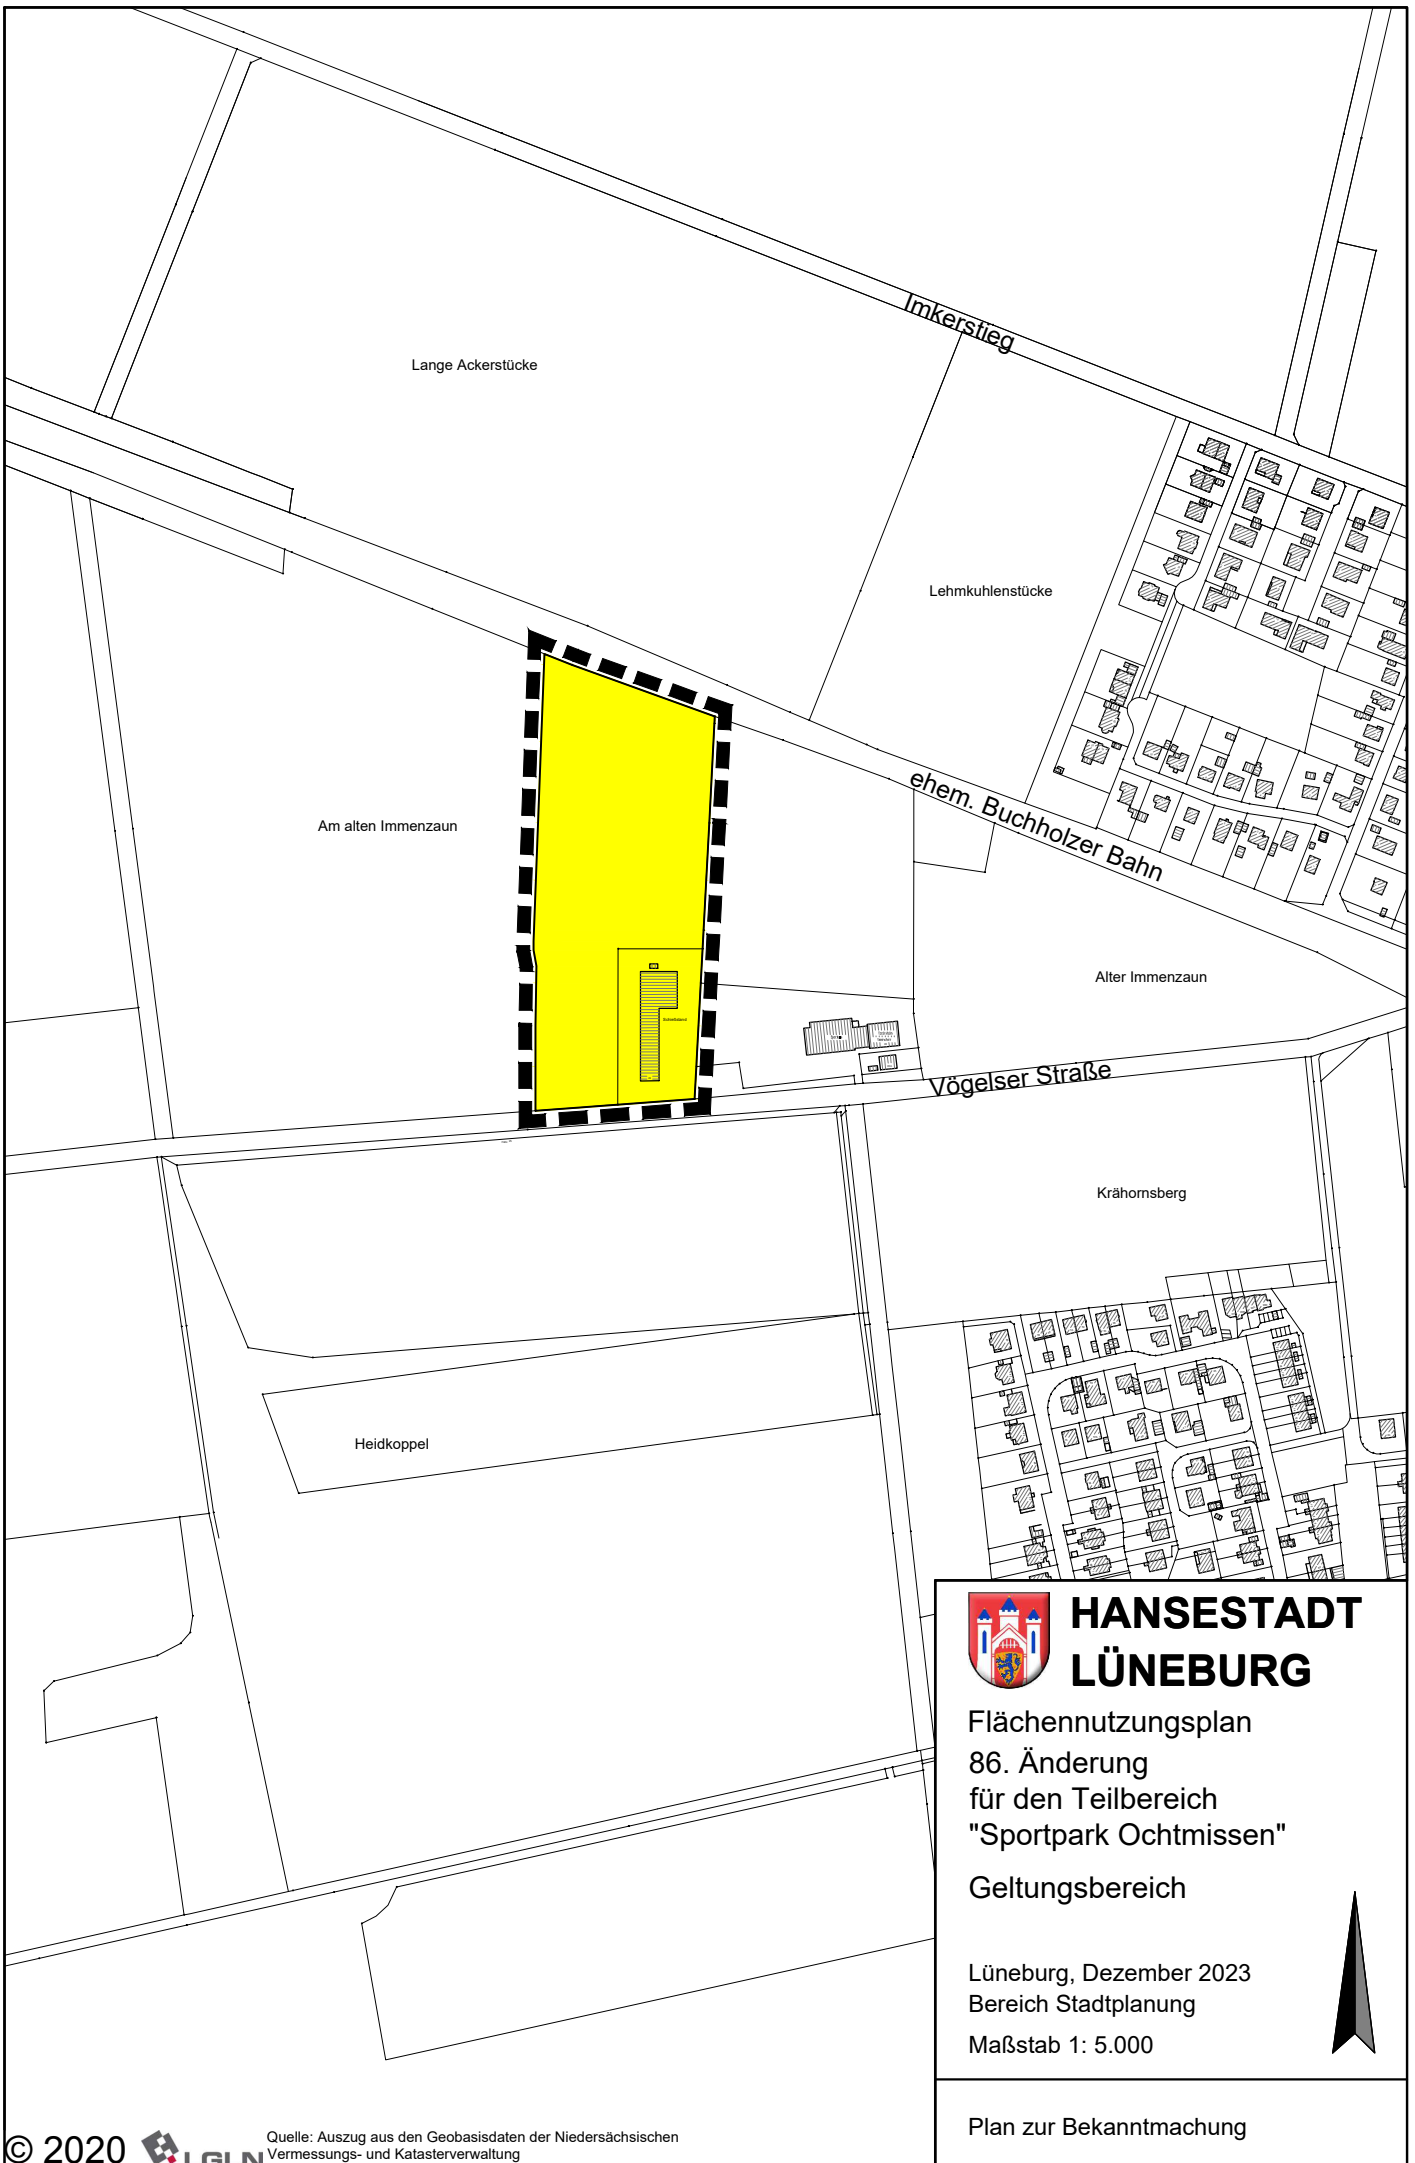 Imkerstieg
Lange Ackerstücke
Lehmkuhlenstücke
ehem. Buchholzer Bahn
Am alten Immenzaun
Alter Immenzaun
Vögelser Straße
Krähornsberg
Heidkoppel
HANSESTADT
LÜNEBURG
Flächennutzungsplan
86. Änderung
für den Teilbereich
"Sportpark Ochtmissen"
Geltungsbereich
Lüneburg, Dezember 2023
Bereich Stadtplanung
Maßstab 1: 5.000
Plan zur Bekanntmachung
© 2020
LGLN
Quelle: Auszug aus den Geobasisdaten der Niedersächsischen
Vermessungs- und Katasterverwaltung